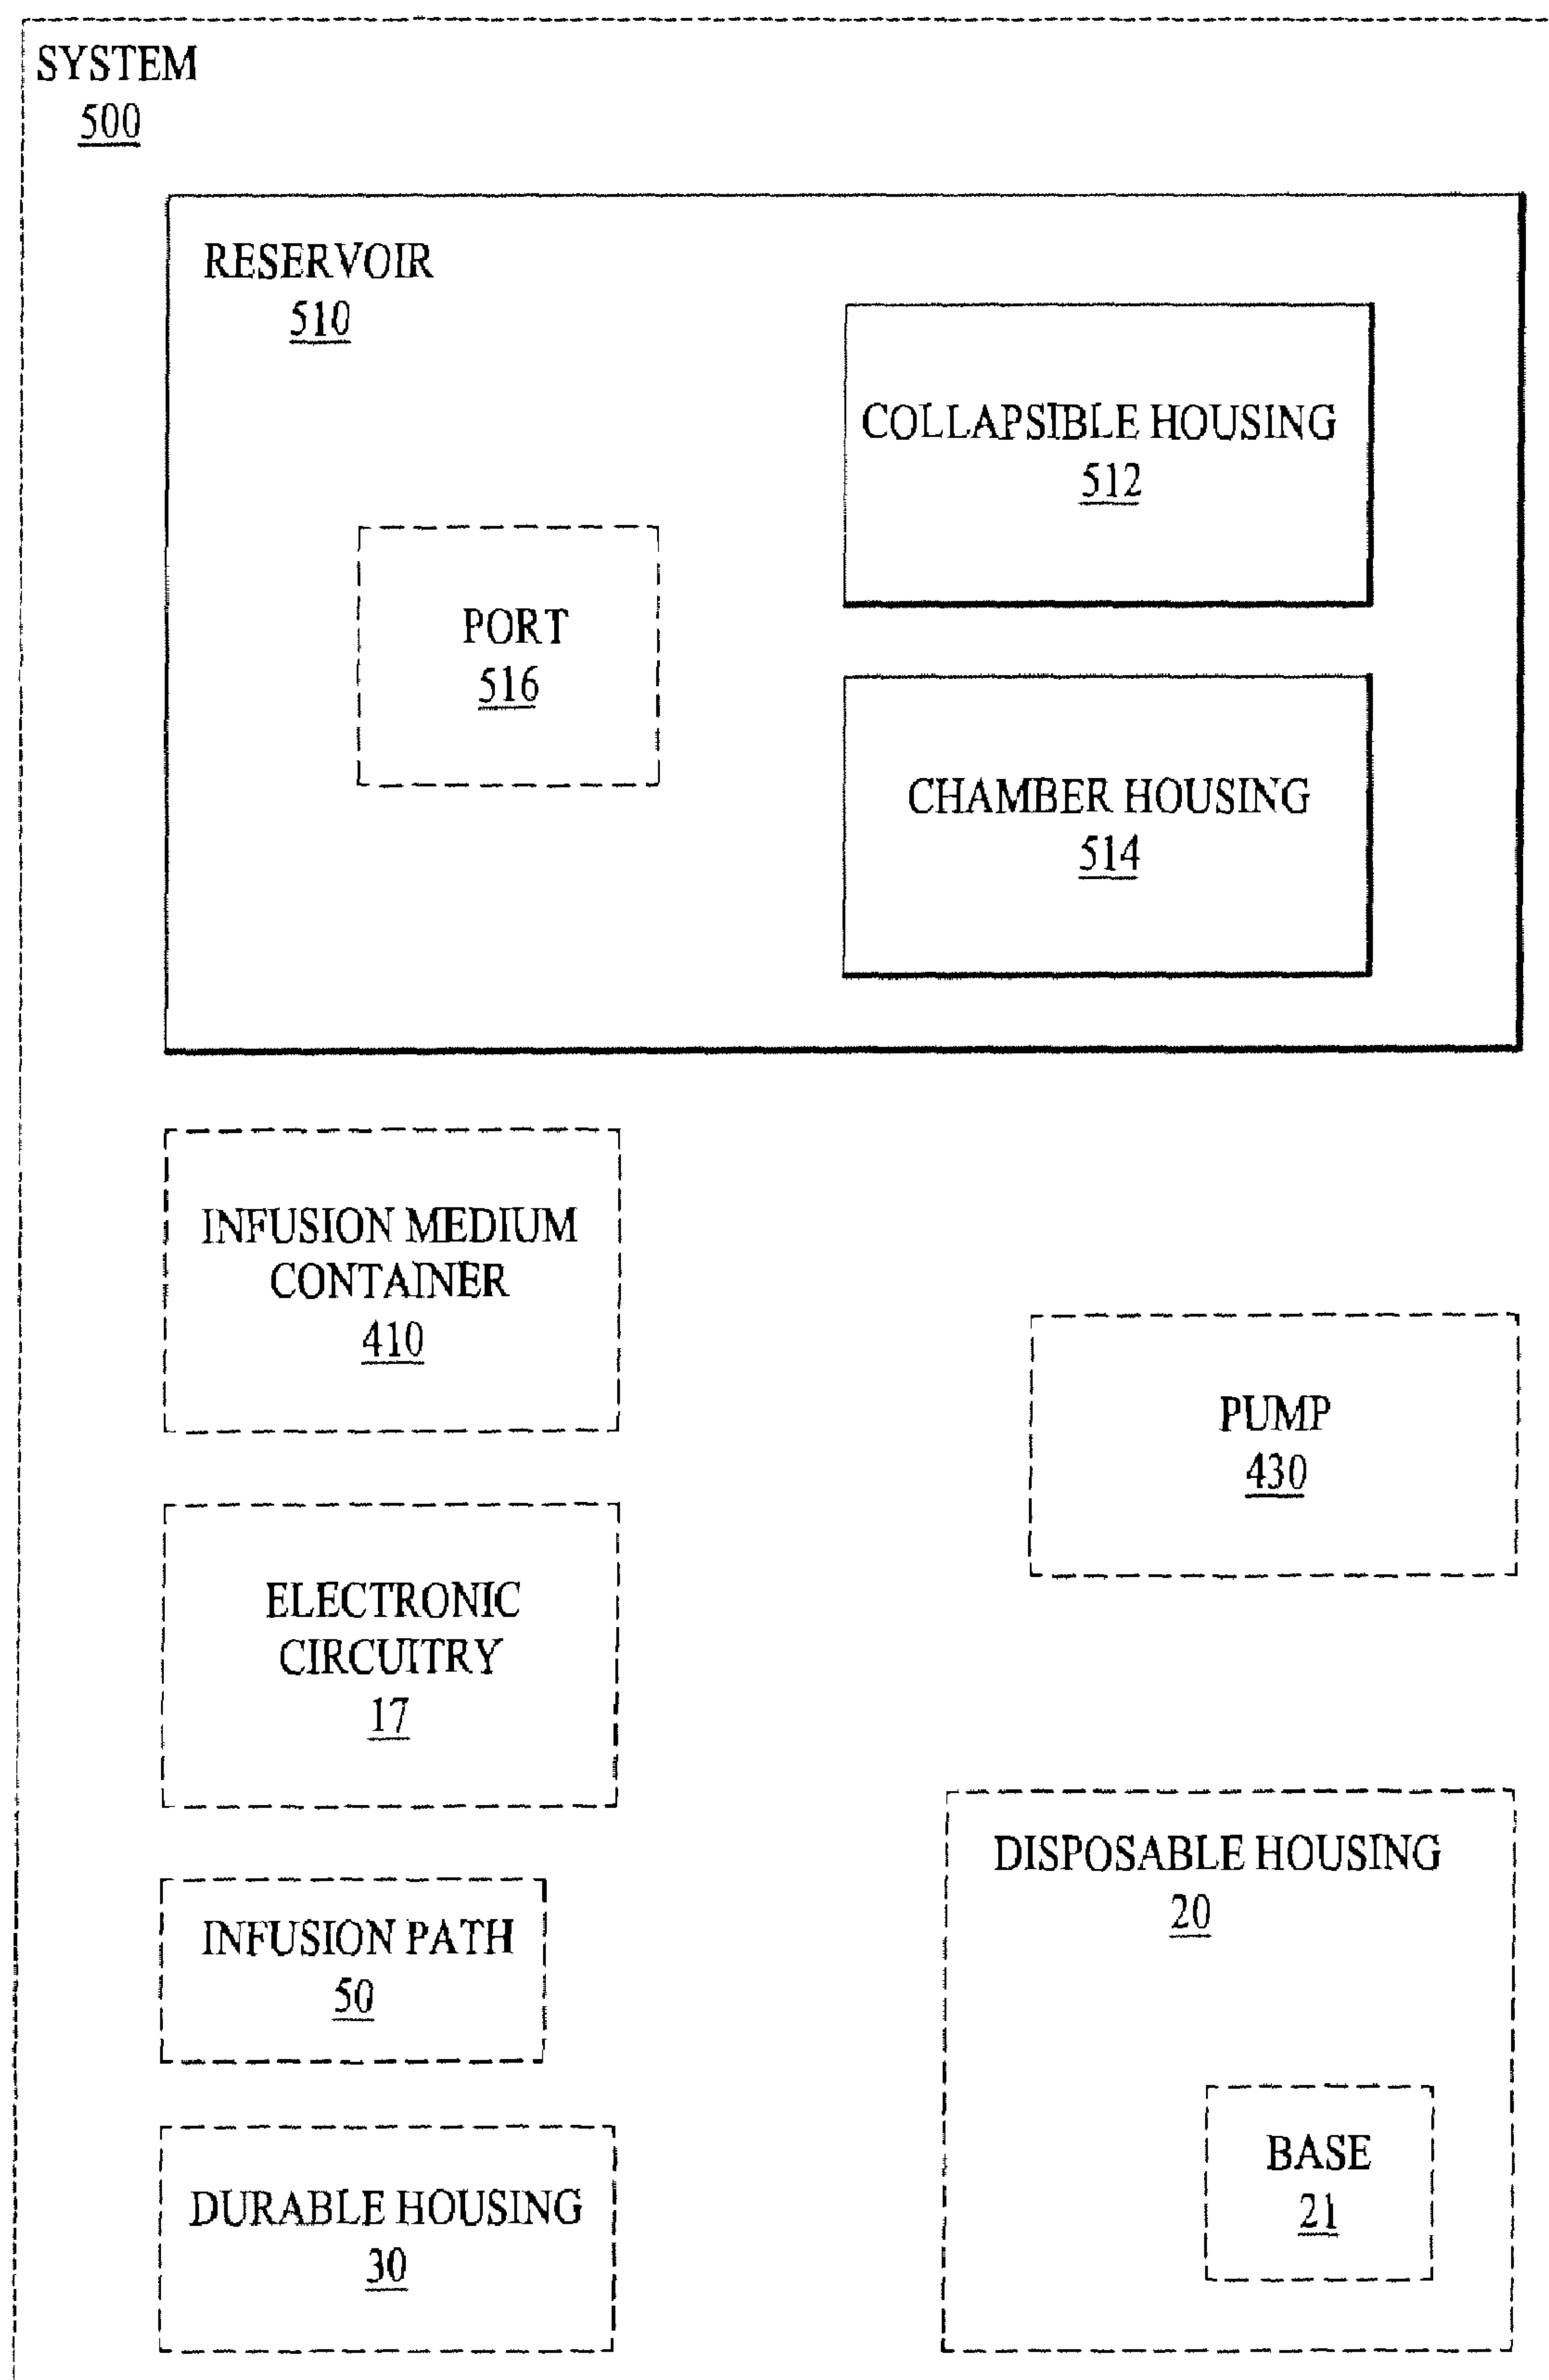 SYSTEM
500
RESERVOIR
510
COLLAPSIBLE HOUSING
512
PORT
516
CHAMBER HOUSING
514
INFUSION MEDIUM
CONTAINER
410
PUMP
430
ELECTRONIC
CIRCUITRY
17
DISPOSABLE HOUSING
20
INFUSION PATH
50
BASE
21
DURABLE HOUSING
30